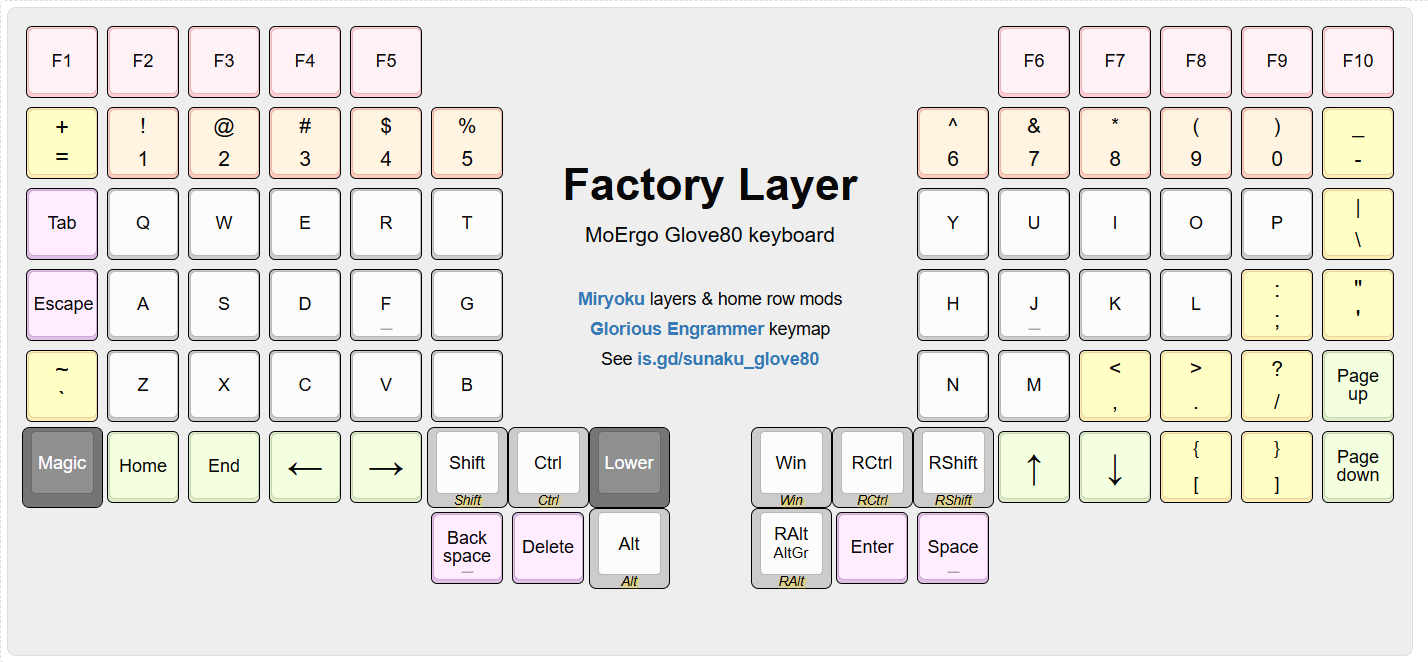 F1 F2 F3 F4 F5 F6 F7 F8 F9 F10
+ ! @ # $ % ^ & * ( ) _
= 1 2 3 4 5 6 7 8 9 0 -
Factory Layer
Tab Q W E R T Y U I O P | \
MoErgo Glove80 keyboard
Miryoku layers & home row mods
Escape A S D F G H J K L : ; " '
Glorious Engrammer keymap
See is.gd/sunaku_glove80
~ ` Z X C V B N M < , > . ? / Page up
Magic Home End ← → Shift Ctrl Lower Win RCtrl RShift ↑ ↓ { [ } ] Page down
Shift Ctrl Win RCtrl RShift
Back space Delete Alt RAlt AltGr Enter Space
Alt RAlt